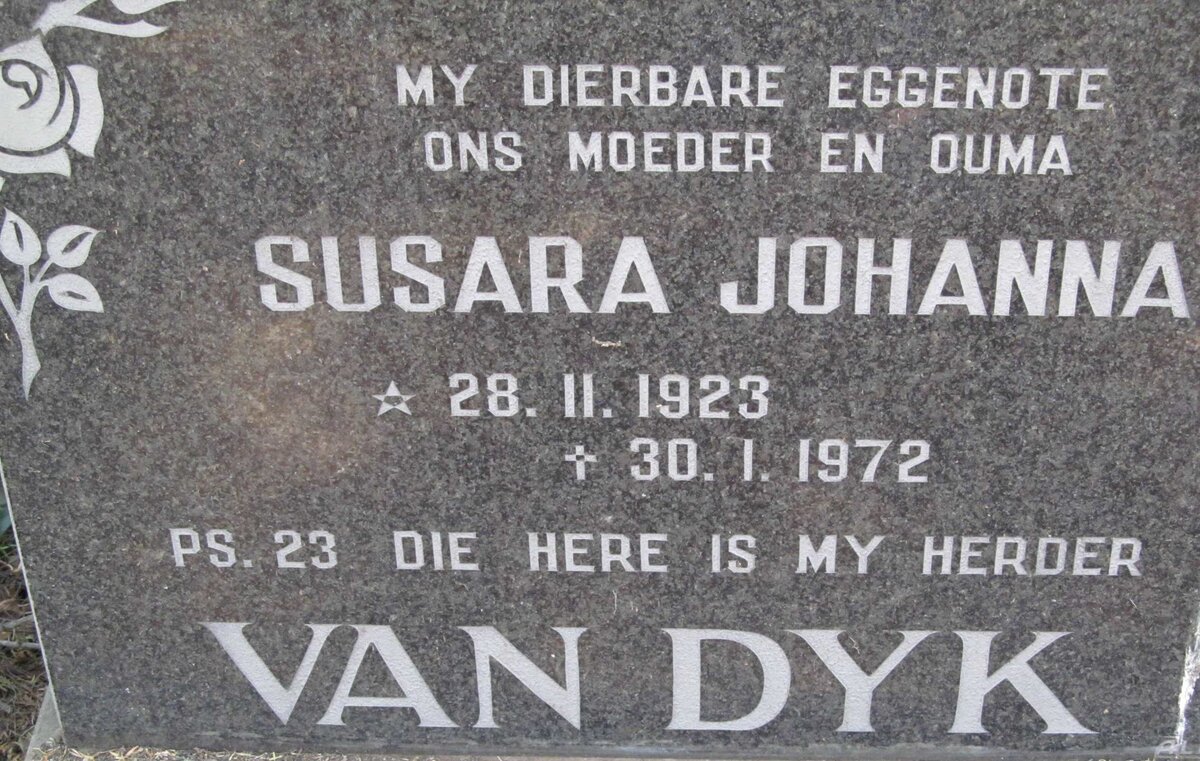 MY DIERBARE EGGENOTE
ONS MOEDER EN OUMA
SUSARA JOHANNA
☆ 28.11.1923
✝ 30.1.1972
PS.23 DIE HERE IS MY HERDER
VAN DYK